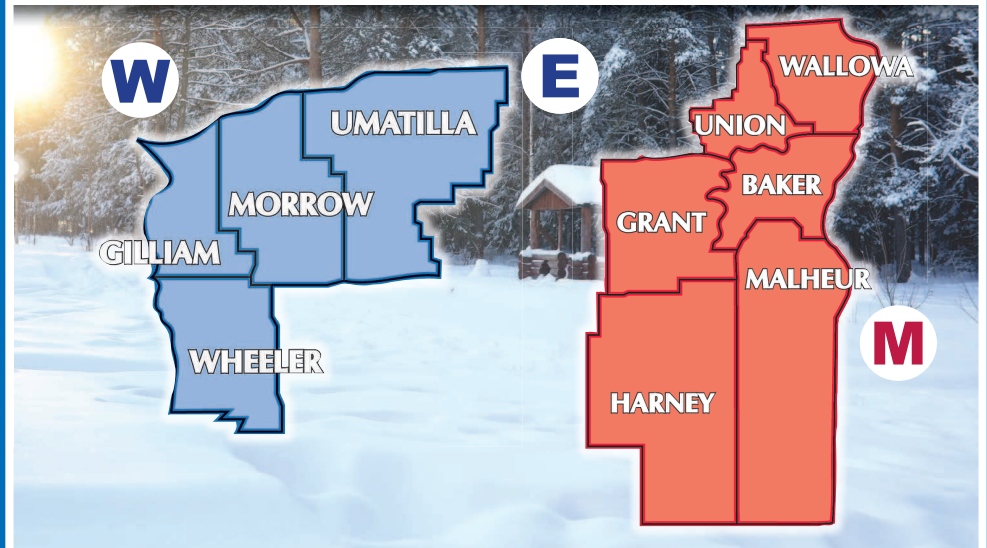 W
E
WALLOWA
UMATILLA
UNION
BAKER
MORROW
GRANT
GILLIAM
MALHEUR
M
WHEELER
HARNEY